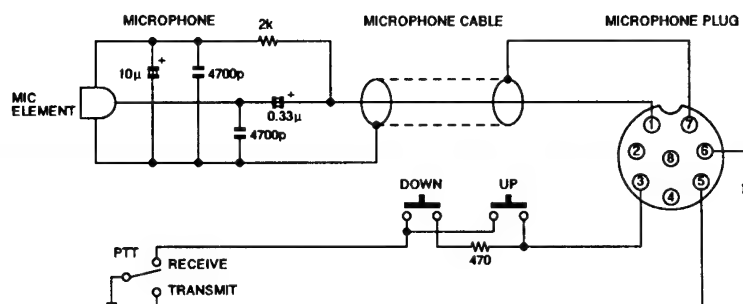 MICROPHONE
MICROPHONE CABLE
MICROPHONE PLUG
2k
10μ
+
4700p
+
0.33μ
4700p
MIC
ELEMENT
1
7
2
8
6
3
5
4
DOWN
UP
470
PTT
RECEIVE
TRANSMIT